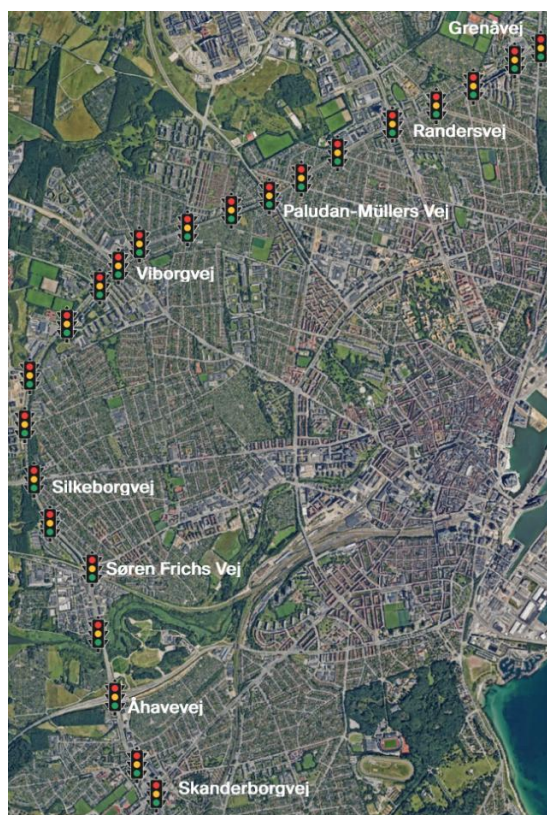 Grenåvej
Randersvej
Paludan-Müllers Vej
Viborgvej
Silkeborgvej
Søren Frichs Vej
Åhavevej
Skanderborgvej